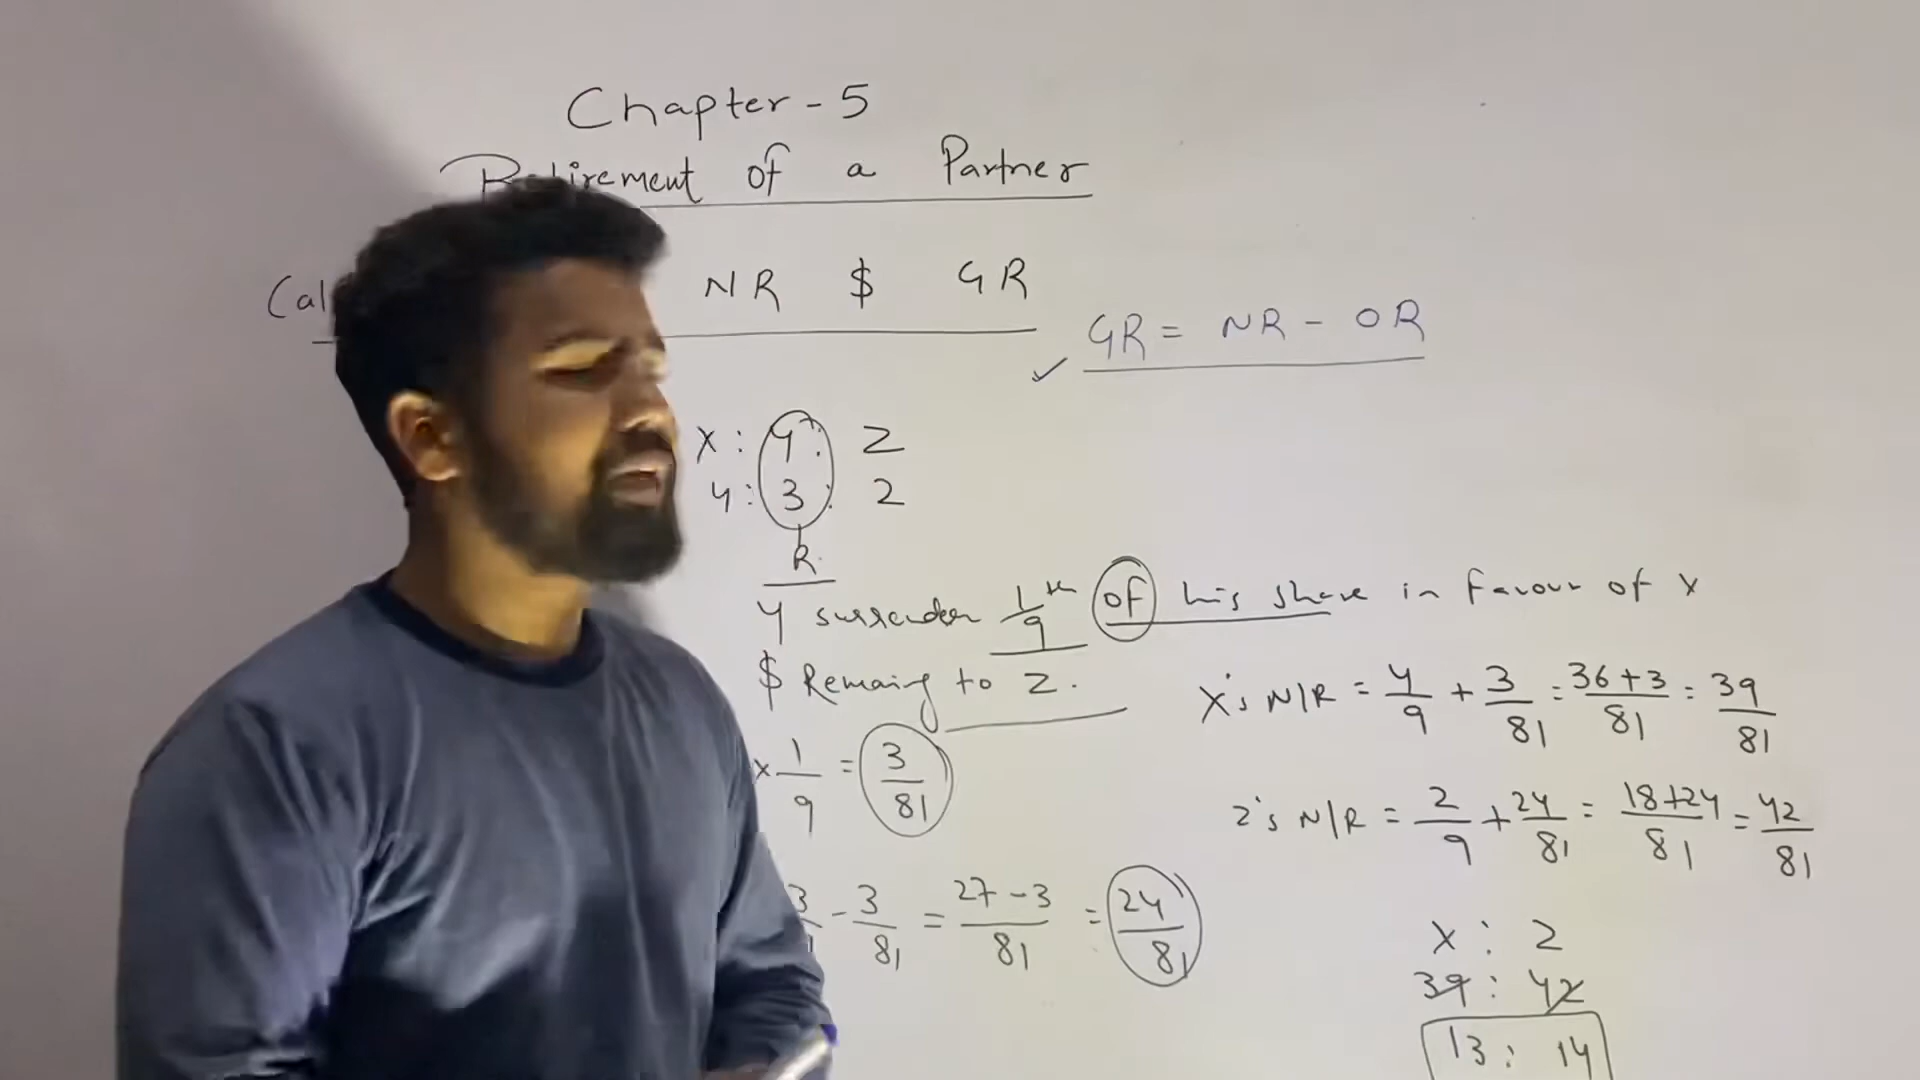 Chapter - 5
Retirement of a Partner
Cal NR $ GR
GR = NR - OR
X : Y : Z
4 : 3 : 2
R
Y surrender 1/9th of his share in favour of X
$ Remaing to Z.
X's N/R = 4/9 + 3/81 = 36+3/81 = 39/81
x 1/9 = 3/81
Z's N/R = 2/9 + 24/81 = 18+24/81 = 42/81
- 3/81 = 27-3/81 = 24/81
X : Z
39 : 42
13 : 14